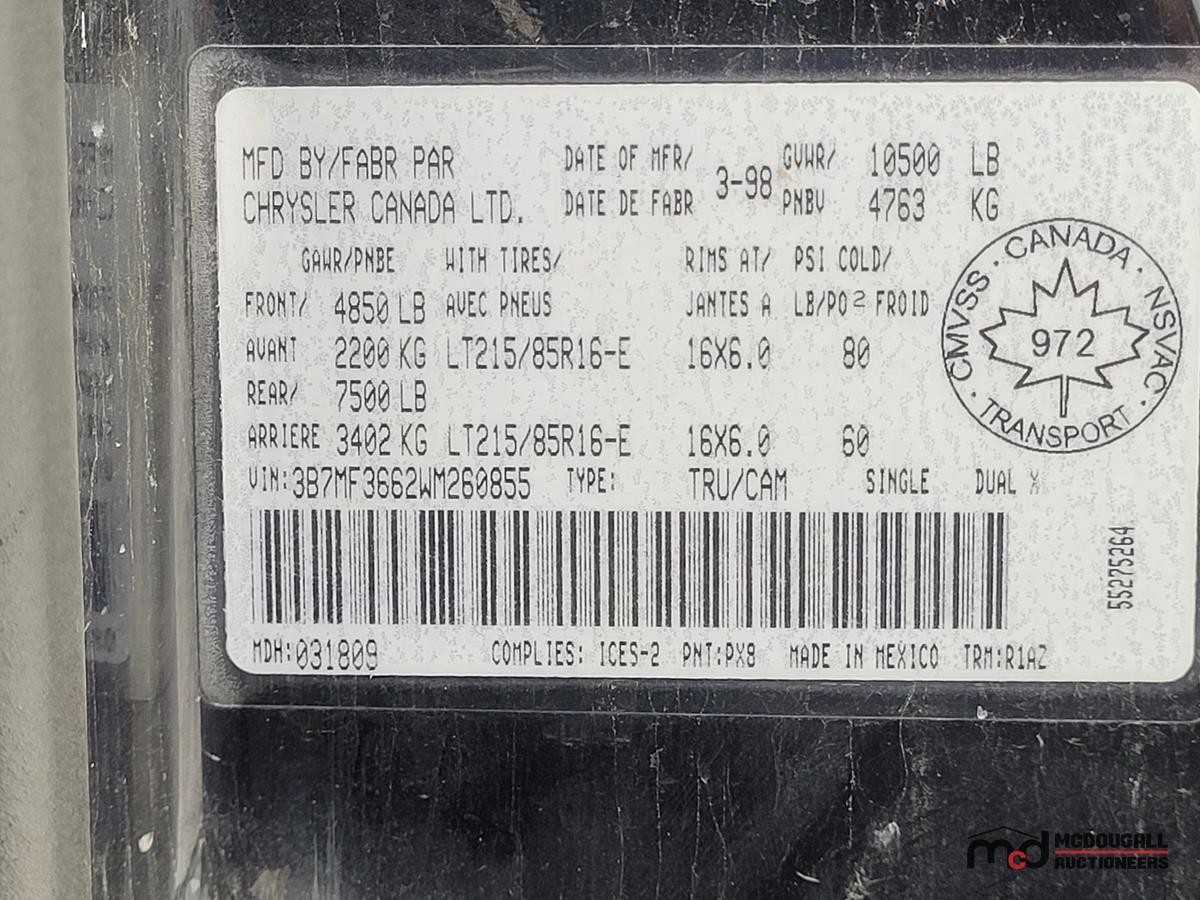 MFD BY/FABR PAR DATE OF MFR/ 3-98 GVWR/ 10500 LB
CHRYSLER CANADA LTD. DATE DE FABR PNBV 4763 KG
GAWR/PNBE WITH TIRES/ RIMS AT/ PSI COLD/
FRONT/ 4850 LB AVEC PNEUS JANTES A LB/PO2 FROID
AVANT 2200 KG LT215/85R16-E 16X6.0 80
REAR/ 7500 LB
ARRIERE 3402 KG LT215/85R16-E 16X6.0 60
VIN:3B7MF3662WM260855 TYPE: TRU/CAM SINGLE DUAL X
CMVSS · CANADA · NSVAC · TRANSPORT ·
972
55275264
MDH:031809 COMPLIES: ICES-2 PNT:PX8 MADE IN MEXICO TRM:R1AZ
mcd MCDOUGALL
AUCTIONEERS